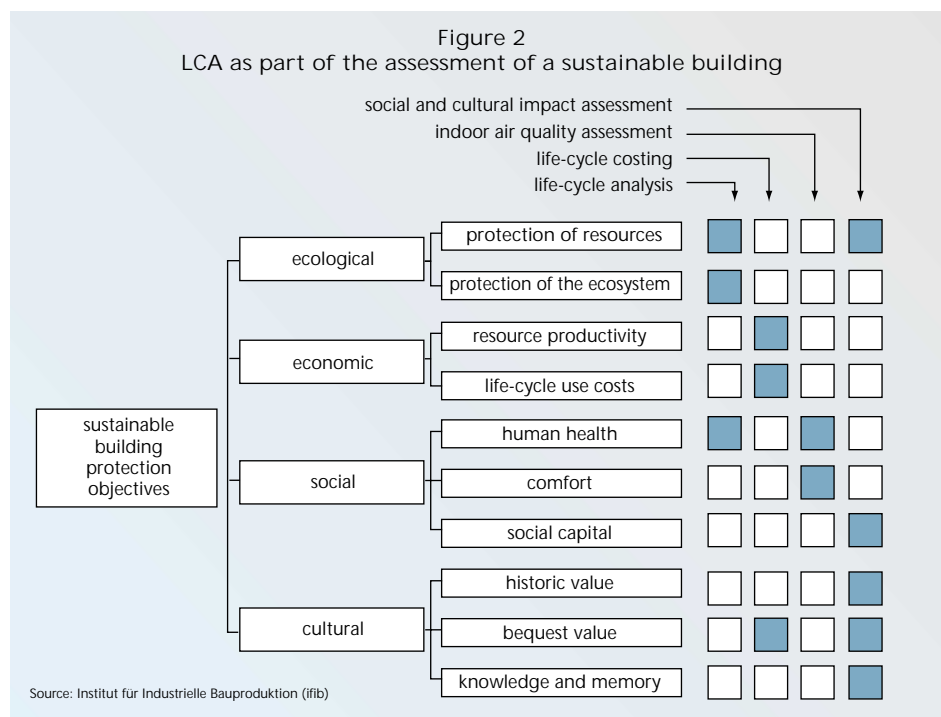 Figure 2
LCA as part of the assessment of a sustainable building
social and cultural impact assessment
indoor air quality assessment
life-cycle costing
life-cycle analysis
sustainable
building
protection
objectives
ecological
protection of resources
protection of the ecosystem
economic
resource productivity
life-cycle use costs
social
human health
comfort
social capital
cultural
historic value
bequest value
knowledge and memory
Source: Institut für Industrielle Bauproduktion (ifib)